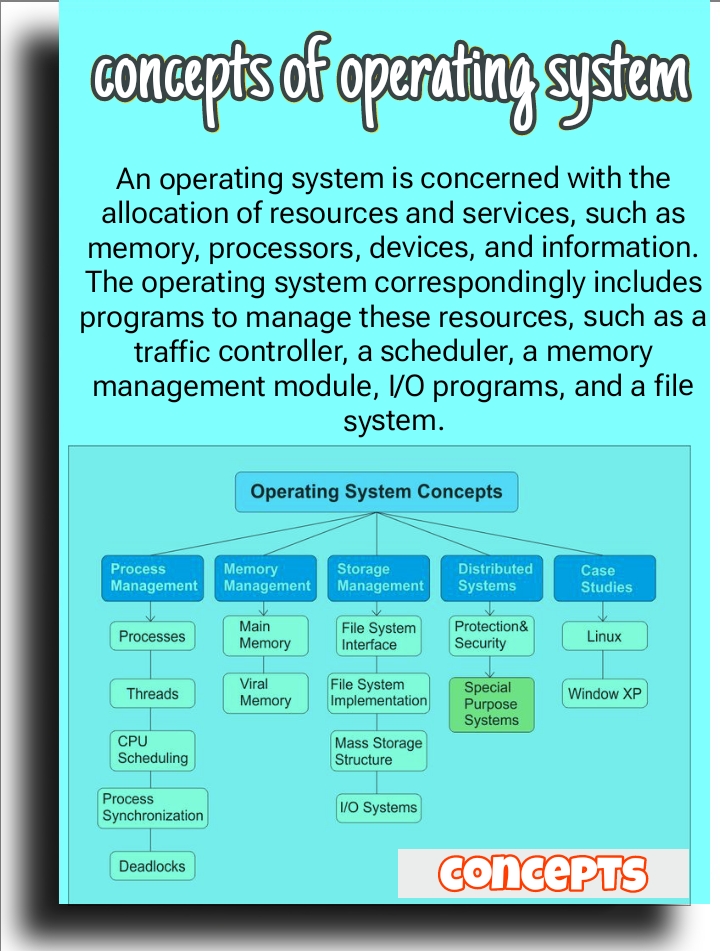 concepts of operating system
An operating system is concerned with the
allocation of resources and services, such as
memory, processors, devices, and information.
The operating system correspondingly includes
programs to manage these resources, such as a
traffic controller, a scheduler, a memory
management module, I/O programs, and a file
system.
Operating System Concepts
Process
Management
Processes
Threads
CPU
Scheduling
Process
Synchronization
Deadlocks
Memory
Management
Main
Memory
Viral
Memory
Storage
Management
File System
Interface
File System
Implementation
Mass Storage
Structure
I/O Systems
Distributed
Systems
Protection&
Security
Special
Purpose
Systems
Case
Studies
Linux
Window XP
CONCEPTS